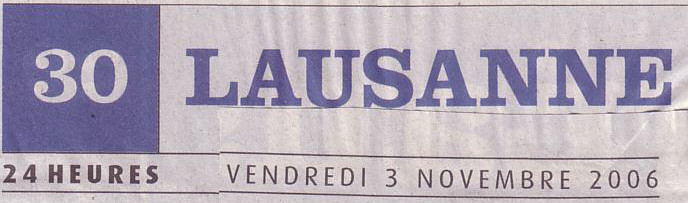 30 LAUSANNE
24 HEURES VENDREDI 3 NOVEMBRE 2006